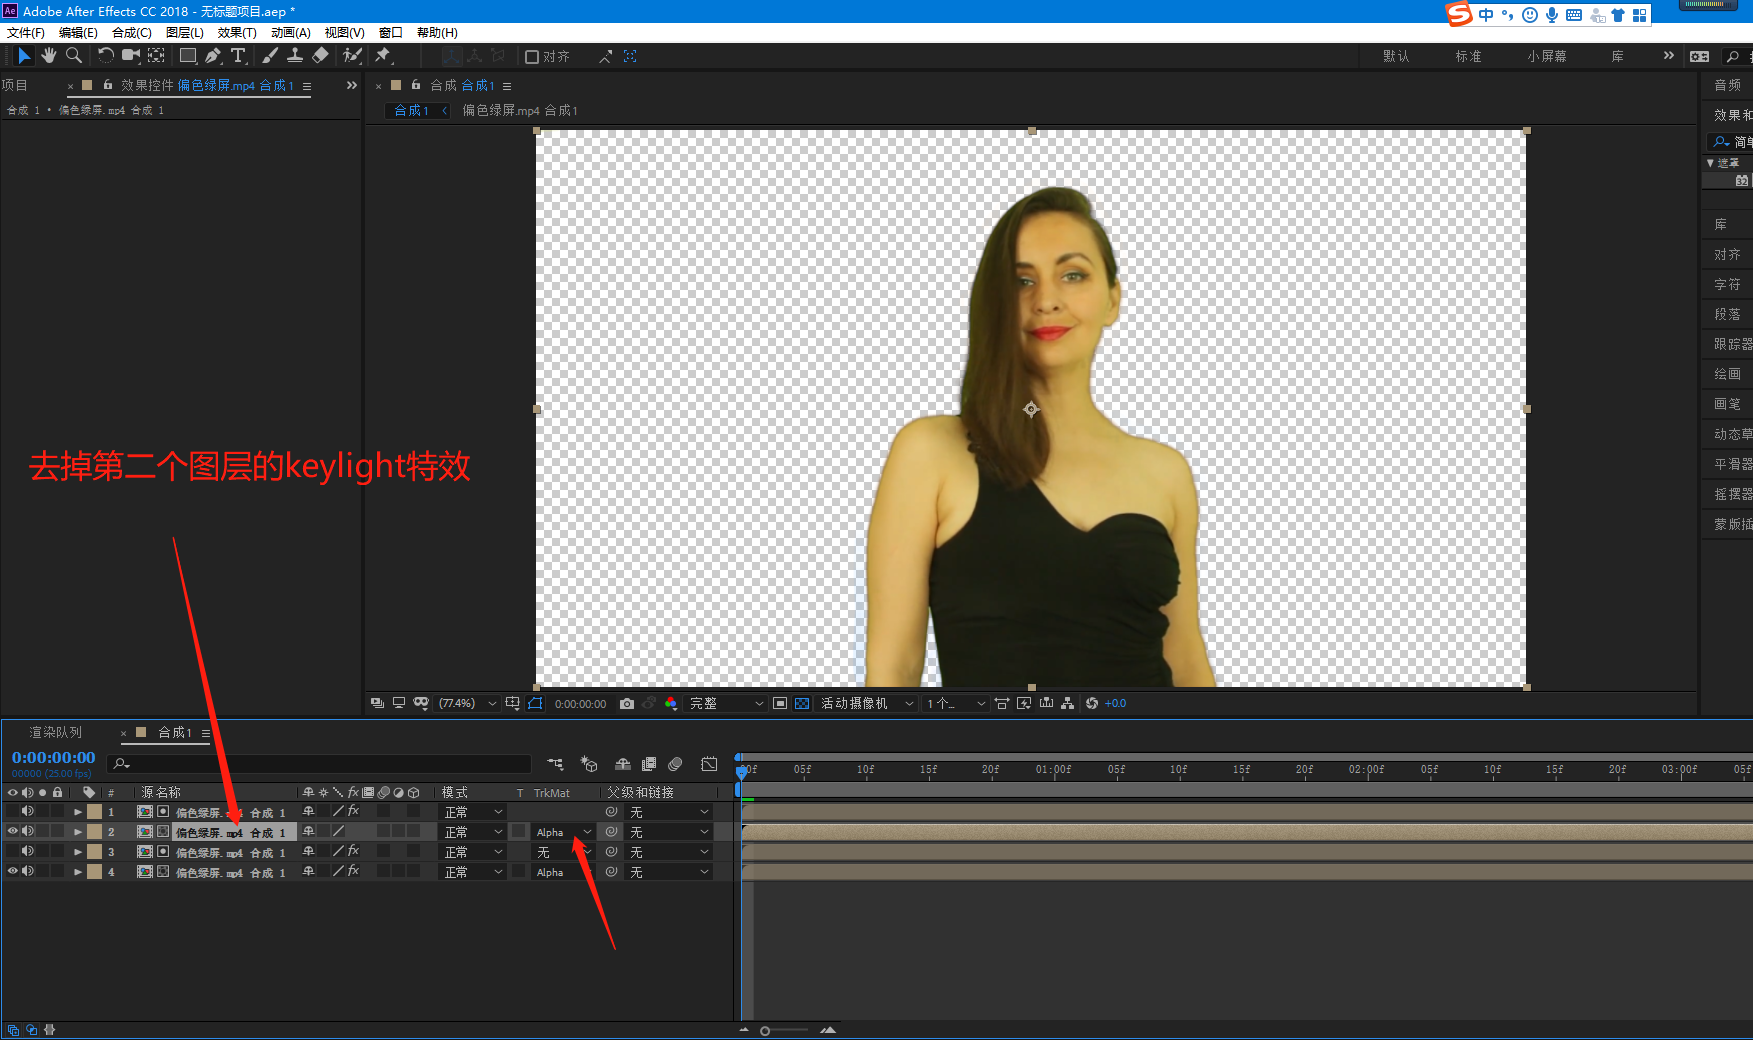 Ae Adobe After Effects CC 2018 - 无标题项目.aep *
中
文件(F) 编辑(E) 合成(C) 图层(L) 效果(T) 动画(A) 视图(V) 窗口 帮助(H)
对齐 默认 标准 小屏幕 库 »
项目 × 效果控件 偏色绿屏.mp4 合成 1 ≡ »
× 合成 合成1 ≡
音频
合成 1 • 偏色绿屏.mp4 合成 1
合成1 偏色绿屏.mp4 合成1
效果和
简单
遮罩
32
库
对齐
字符
段落
跟踪器
绘画
画笔
动态草
平滑器
摇摆器
蒙版插
去掉第二个图层的keylight特效
(77.4%) 0:00:00:00 完整 活动摄像机 1个... +0.0
渲染队列 × 合成1 ≡
0:00:00:00
00000 (25.00 fps)
00f 05f 10f 15f 20f 01:00f 05f 10f 15f 20f 02:00f 05f 10f 15f 20f 03:00f 05f
# 源名称 fx 模式 T TrkMat 父级和链接
1 偏色绿屏.mp4 合成 1 fx 正常 无
2 偏色绿屏.mp4 合成 1 正常 Alpha 无
3 偏色绿屏.mp4 合成 1 fx 正常 无 无
4 偏色绿屏.mp4 合成 1 fx 正常 Alpha 无